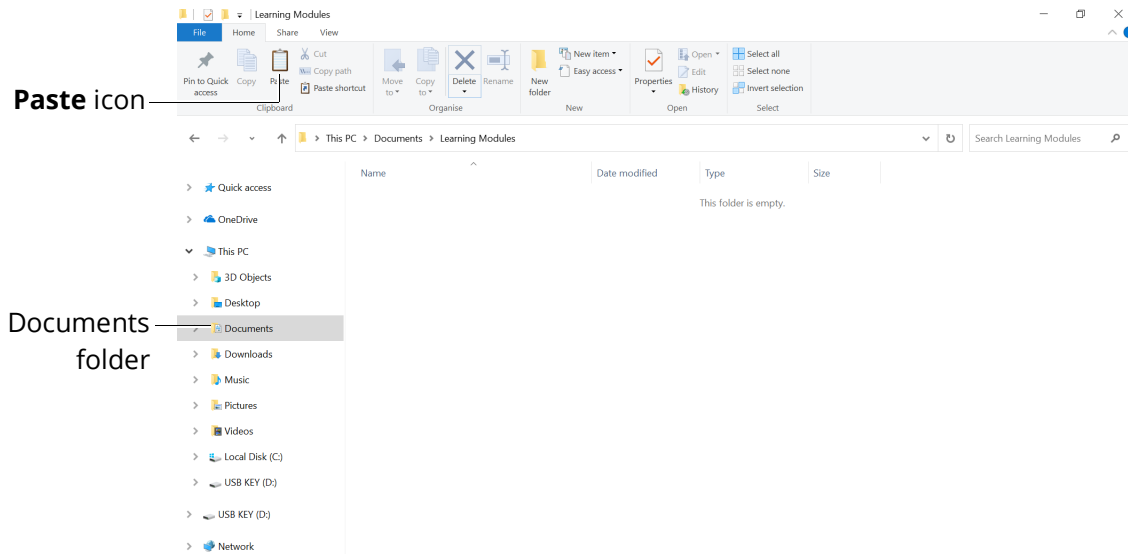 Learning Modules
File Home Share View
Pin to Quick access
Copy
Paste
Cut
Copy path
Paste shortcut
Clipboard
Move to
Copy to
Delete
Rename
Organise
New folder
New item
Easy access
New
Properties
Open
Edit
History
Open
Select all
Select none
Invert selection
Select
Paste icon
This PC > Documents > Learning Modules
Search Learning Modules
Name Date modified Type Size
This folder is empty.
Quick access
OneDrive
This PC
3D Objects
Desktop
Documents
Documents
folder
Downloads
Music
Pictures
Videos
Local Disk (C:)
USB KEY (D:)
USB KEY (D:)
Network